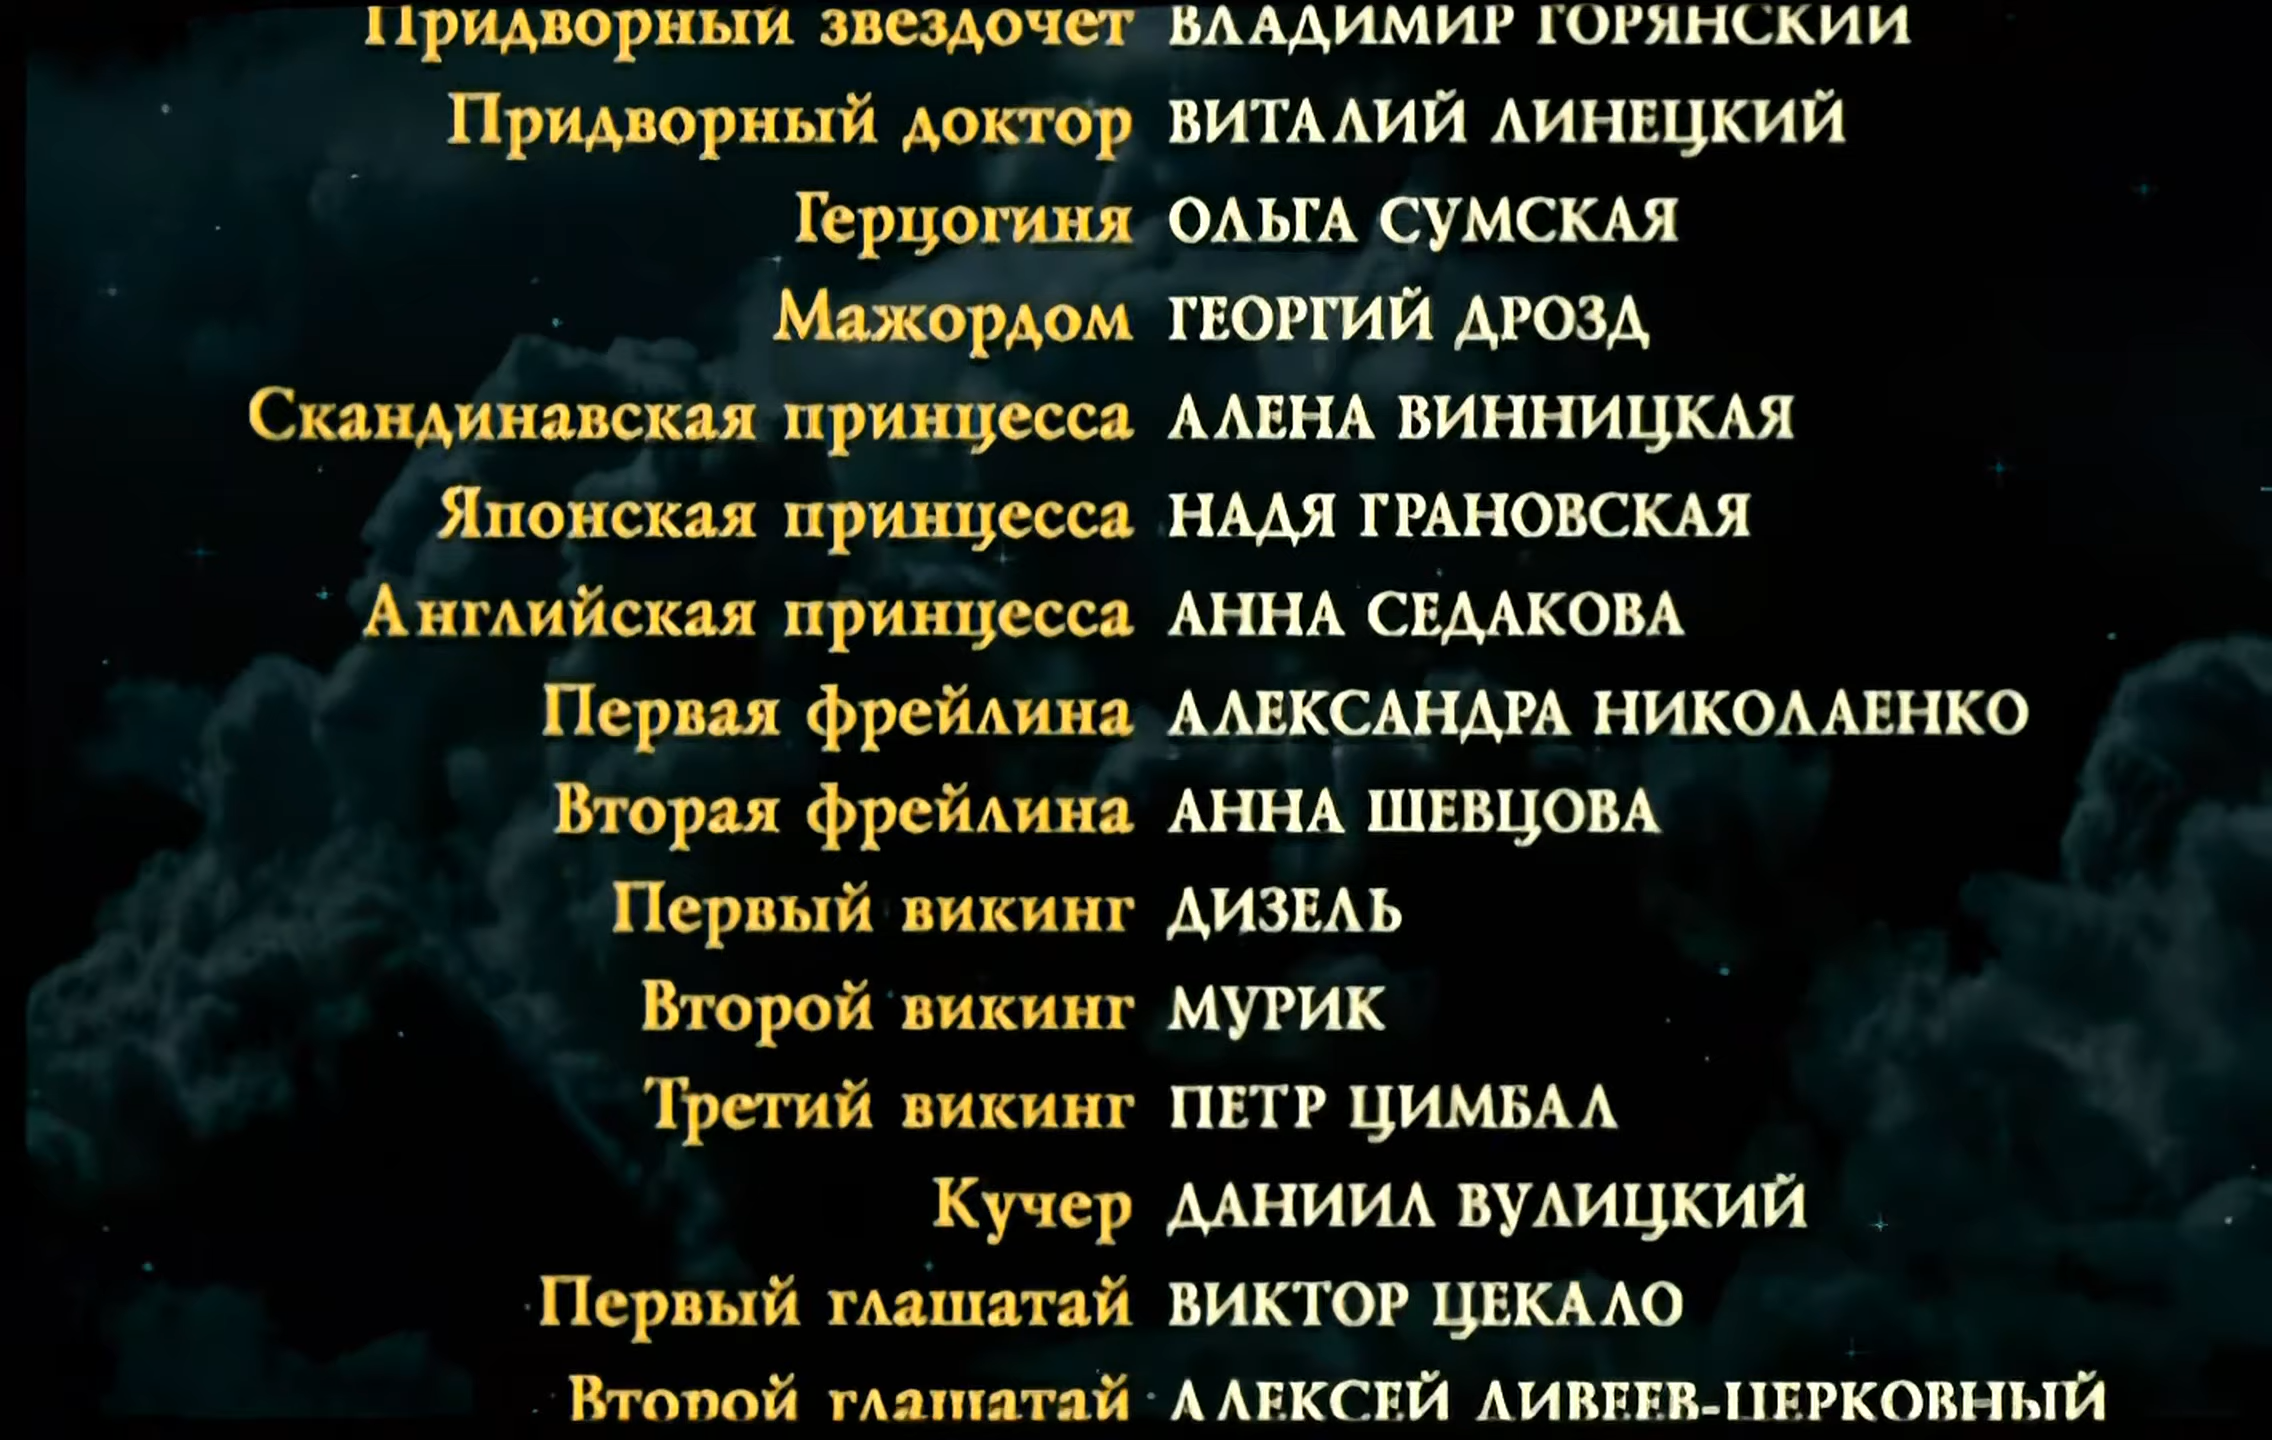 Придворный звездочет ВЛАДИМИР ГОРЯНСКИЙ
Придворный доктор ВИТАЛИЙ ЛИНЕЦКИЙ
Герцогиня ОЛЬГА СУМСКАЯ
Мажордом ГЕОРГИЙ ДРОЗД
Скандинавская принцесса АЛЕНА ВИННИЦКАЯ
Японская принцесса НАДЯ ГРАНОВСКАЯ
Английская принцесса АННА СЕДАКОВА
Первая фрейлина АЛЕКСАНДРА НИКОЛАЕНКО
Вторая фрейлина АННА ШЕВЦОВА
Первый викинг ДИЗЕЛЬ
Второй викинг МУРИК
Третий викинг ПЕТР ЦИМБАЛ
Кучер ДАНИИЛ ВУЛИЦКИЙ
Первый глашатай ВИКТОР ЦЕКАЛО
Второй глашатай АЛЕКСЕЙ ДИВЕЕВ-ЦЕРКОВНЫЙ